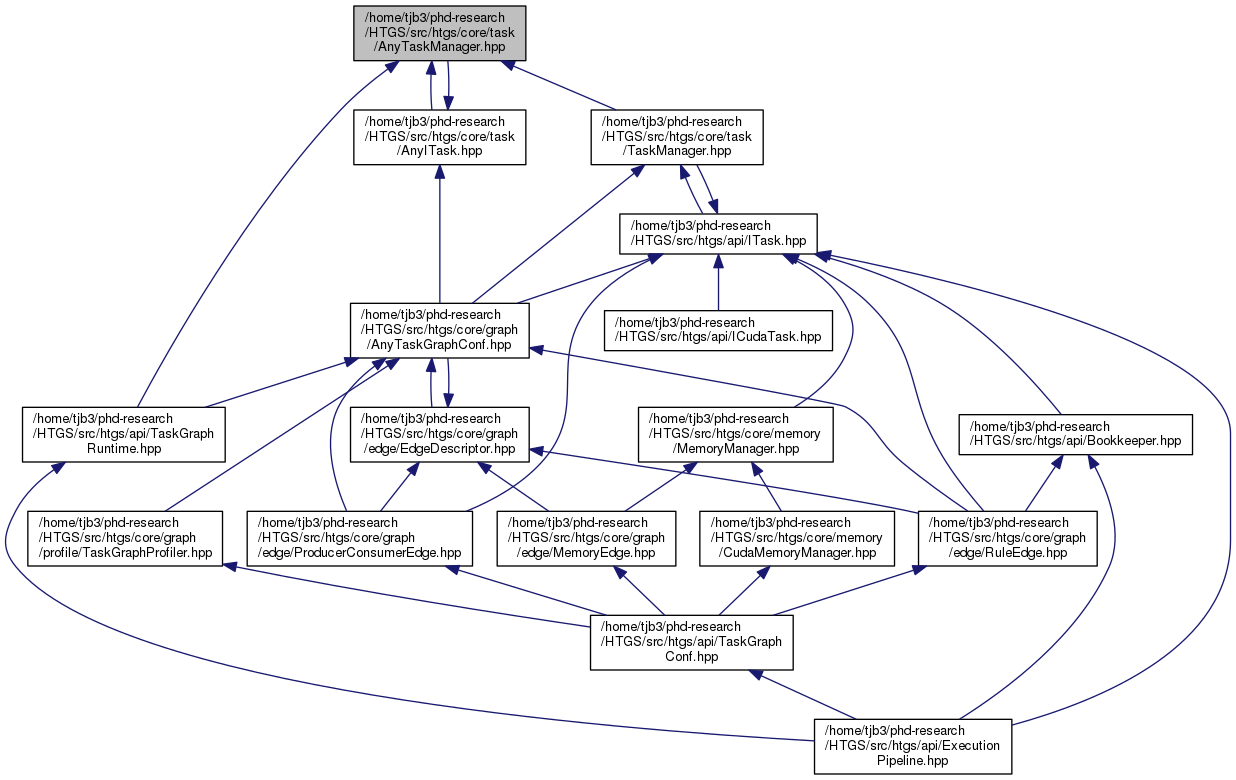 /home/tjb3/phd-research
/HTGS/src/htgs/core/task
/AnyTaskManager.hpp
/home/tjb3/phd-research
/HTGS/src/htgs/core/task
/AnyITask.hpp
/home/tjb3/phd-research
/HTGS/src/htgs/core/task
/TaskManager.hpp
/home/tjb3/phd-research
/HTGS/src/htgs/api/ITask.hpp
/home/tjb3/phd-research
/HTGS/src/htgs/core/graph
/AnyTaskGraphConf.hpp
/home/tjb3/phd-research
/HTGS/src/htgs/api/ICudaTask.hpp
/home/tjb3/phd-research
/HTGS/src/htgs/api/TaskGraph
Runtime.hpp
/home/tjb3/phd-research
/HTGS/src/htgs/core/graph
/edge/EdgeDescriptor.hpp
/home/tjb3/phd-research
/HTGS/src/htgs/core/memory
/MemoryManager.hpp
/home/tjb3/phd-research
/HTGS/src/htgs/api/Bookkeeper.hpp
/home/tjb3/phd-research
/HTGS/src/htgs/core/graph
/profile/TaskGraphProfiler.hpp
/home/tjb3/phd-research
/HTGS/src/htgs/core/graph
/edge/ProducerConsumerEdge.hpp
/home/tjb3/phd-research
/HTGS/src/htgs/core/graph
/edge/MemoryEdge.hpp
/home/tjb3/phd-research
/HTGS/src/htgs/core/memory
/CudaMemoryManager.hpp
/home/tjb3/phd-research
/HTGS/src/htgs/core/graph
/edge/RuleEdge.hpp
/home/tjb3/phd-research
/HTGS/src/htgs/api/TaskGraph
Conf.hpp
/home/tjb3/phd-research
/HTGS/src/htgs/api/Execution
Pipeline.hpp